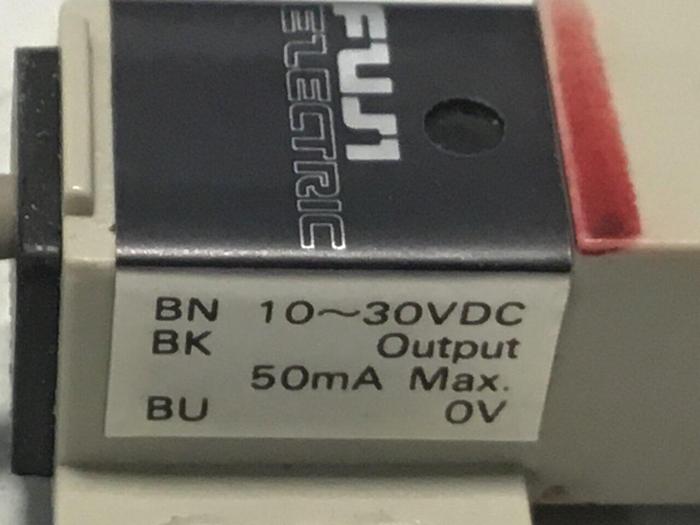 FUJI
ELECTRIC
BN 10~30VDC
BK Output
50mA Max.
BU 0V